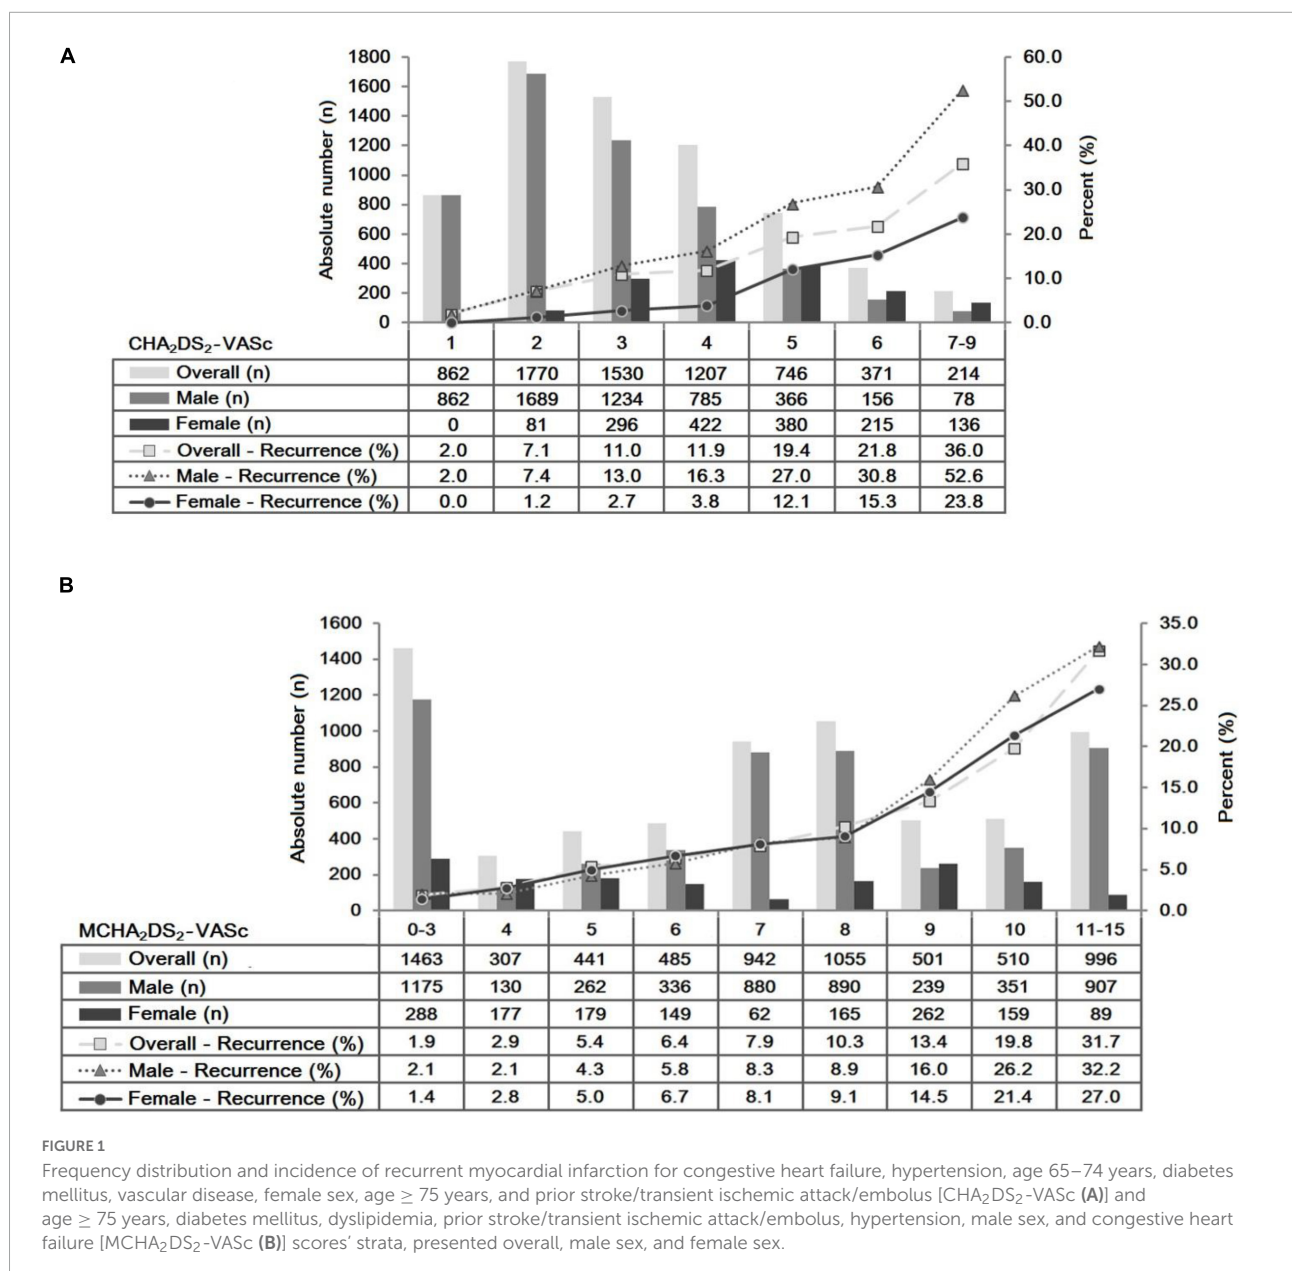 A
Absolute number (n)
1800
1600
1400
1200
1000
800
600
400
200
0
60.0
50.0
40.0
30.0
20.0
10.0
0.0
Percent (%)
CHA₂DS₂-VASc 1 2 3 4 5 6 7-9
Overall (n) 862 1770 1530 1207 746 371 214
Male (n) 862 1689 1234 785 366 156 78
Female (n) 0 81 296 422 380 215 136
Overall - Recurrence (%) 2.0 7.1 11.0 11.9 19.4 21.8 36.0
Male - Recurrence (%) 2.0 7.4 13.0 16.3 27.0 30.8 52.6
Female - Recurrence (%) 0.0 1.2 2.7 3.8 12.1 15.3 23.8
B
Absolute number (n)
1600
1400
1200
1000
800
600
400
200
0
35.0
30.0
25.0
20.0
15.0
10.0
5.0
0.0
Percent (%)
MCHA₂DS₂-VASc 0-3 4 5 6 7 8 9 10 11-15
Overall (n) 1463 307 441 485 942 1055 501 510 996
Male (n) 1175 130 262 336 880 890 239 351 907
Female (n) 288 177 179 149 62 165 262 159 89
Overall - Recurrence (%) 1.9 2.9 5.4 6.4 7.9 10.3 13.4 19.8 31.7
Male - Recurrence (%) 2.1 2.1 4.3 5.8 8.3 8.9 16.0 26.2 32.2
Female - Recurrence (%) 1.4 2.8 5.0 6.7 8.1 9.1 14.5 21.4 27.0
FIGURE 1
Frequency distribution and incidence of recurrent myocardial infarction for congestive heart failure, hypertension, age 65–74 years, diabetes
mellitus, vascular disease, female sex, age ≥ 75 years, and prior stroke/transient ischemic attack/embolus [CHA₂DS₂-VASc (A)] and
age ≥ 75 years, diabetes mellitus, dyslipidemia, prior stroke/transient ischemic attack/embolus, hypertension, male sex, and congestive heart
failure [MCHA₂DS₂-VASc (B)] scores’ strata, presented overall, male sex, and female sex.